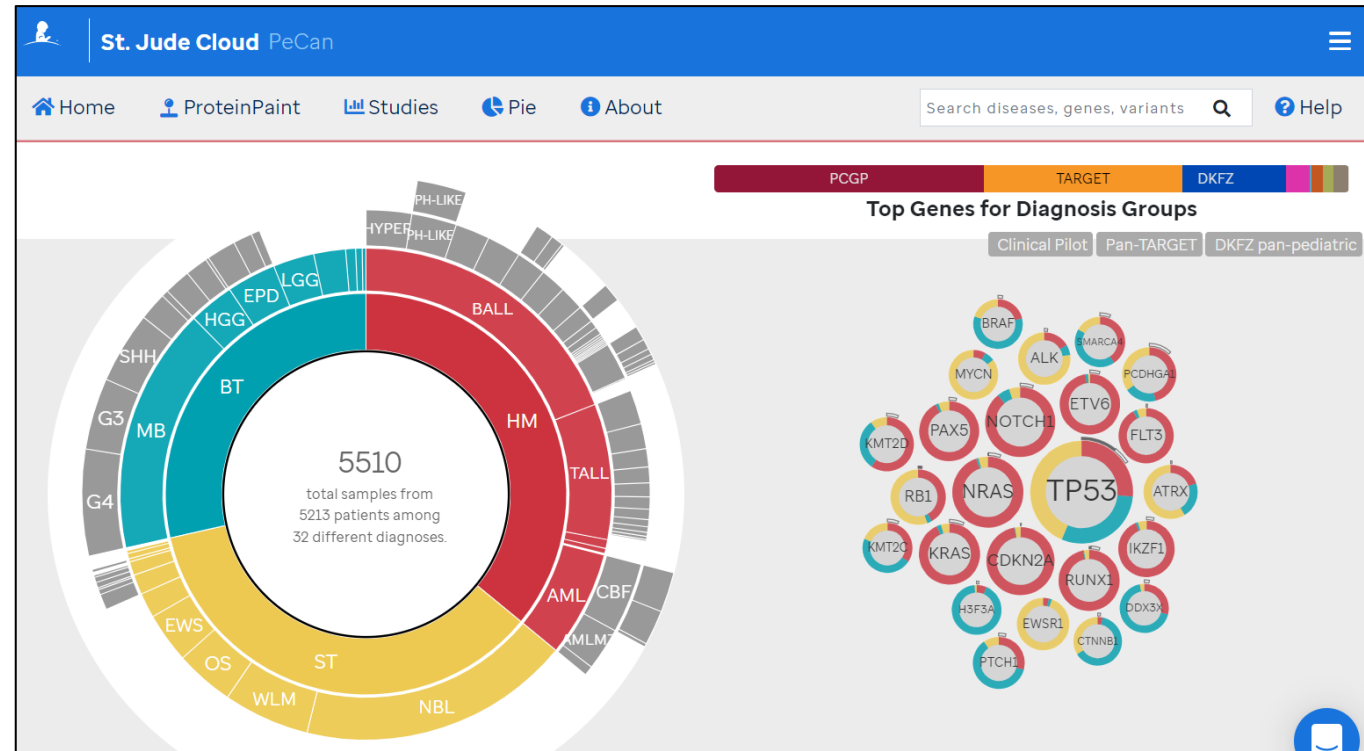 St. Jude Cloud PeCan
Home ProteinPaint Studies Pie About
Search diseases, genes, variants
Help
PCGP TARGET DKFZ
Top Genes for Diagnosis Groups
Clinical Pilot Pan-TARGET DKFZ pan-pediatric
PH-LIKE
HYPER
PH-LIKE
BALL
HM
TALL
AML
CBF
BT
LGG
EPD
HGG
SHH
MB
G3
G4
ST
EWS
OS
WLM
NBL
5510
total samples from
5213 patients among
32 different diagnoses.
BRAF
ALK
SMARCA4
MYCN
PCDHGA1
ETV6
NOTCH1
PAX5
FLT3
KMT2D
TP53
NRAS
RB1
ATRX
KMT2C
KRAS
CDKN2A
IKZF1
RUNX1
H3F3A
EWSR1
DDX3X
CTNNB1
PTCH1